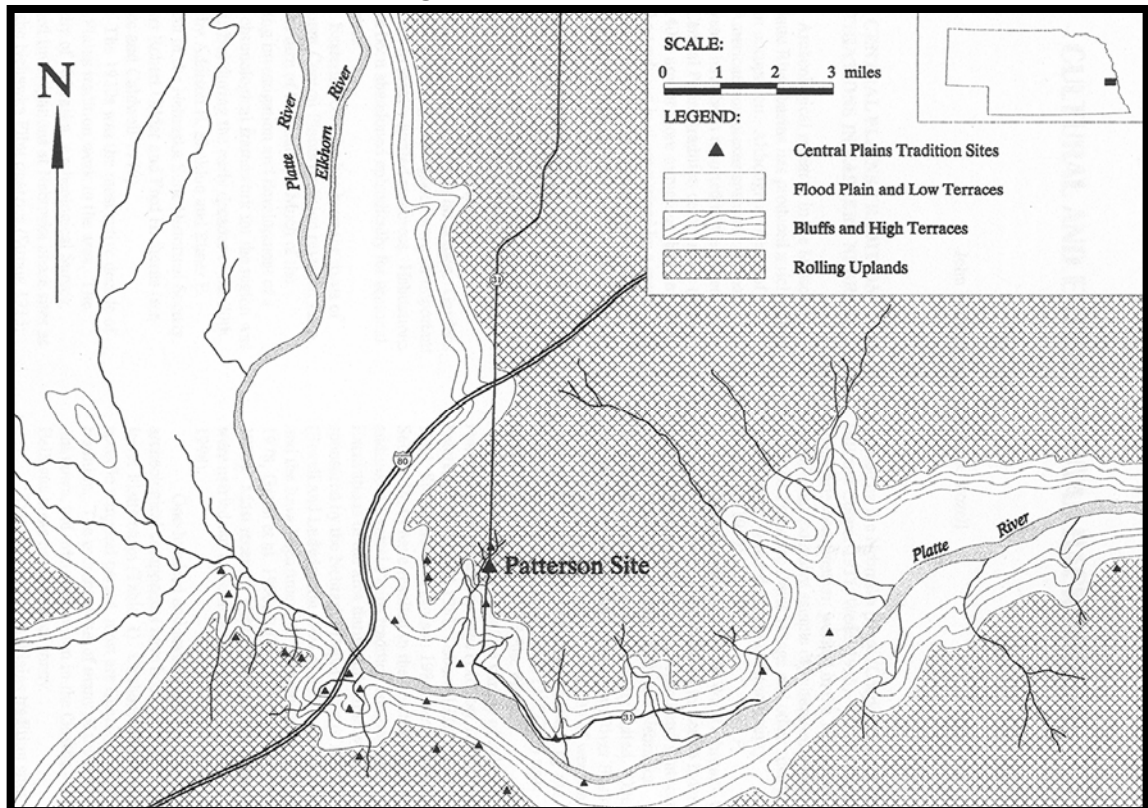 N
Platte River
Elkhorn River
SCALE:
0 1 2 3 miles
LEGEND:
Central Plains Tradition Sites
Flood Plain and Low Terraces
Bluffs and High Terraces
Rolling Uplands
31
80
Patterson Site
Platte River
31